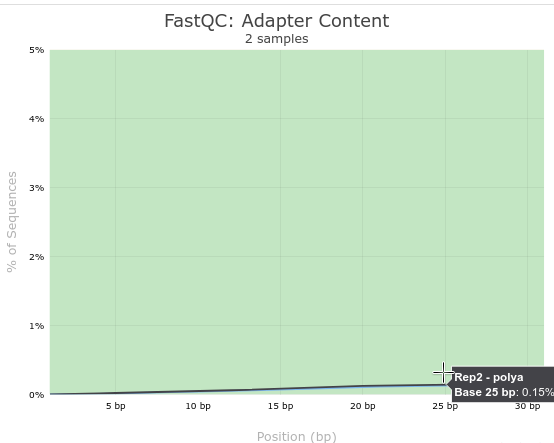 FastQC: Adapter Content
2 samples
5%
4%
3%
2%
1%
0%
% of Sequences
Rep2 - polya
Base 25 bp: 0.15%
5 bp
10 bp
15 bp
20 bp
25 bp
30 bp
Position (bp)